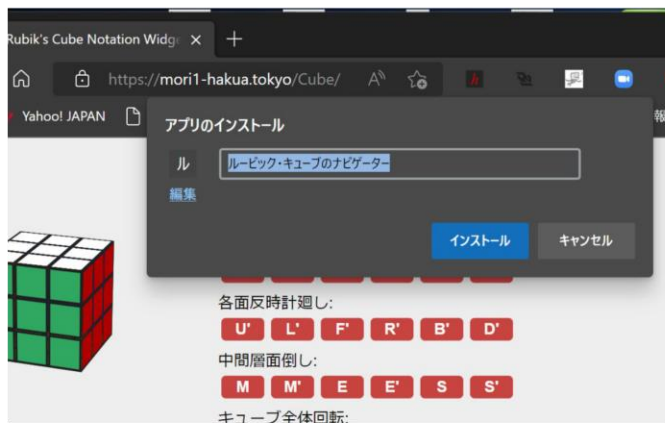 Rubik's Cube Notation Widg
https://mori1-hakua.tokyo/Cube/
Yahoo! JAPAN
報
アプリのインストール
ル
ルービック・キューブのナビゲーター
編集
インストール
キャンセル
各面反時計廻し:
U' L' F' R' B' D'
中間層面倒し:
M M' E E' S S'
キューブ全体回転: